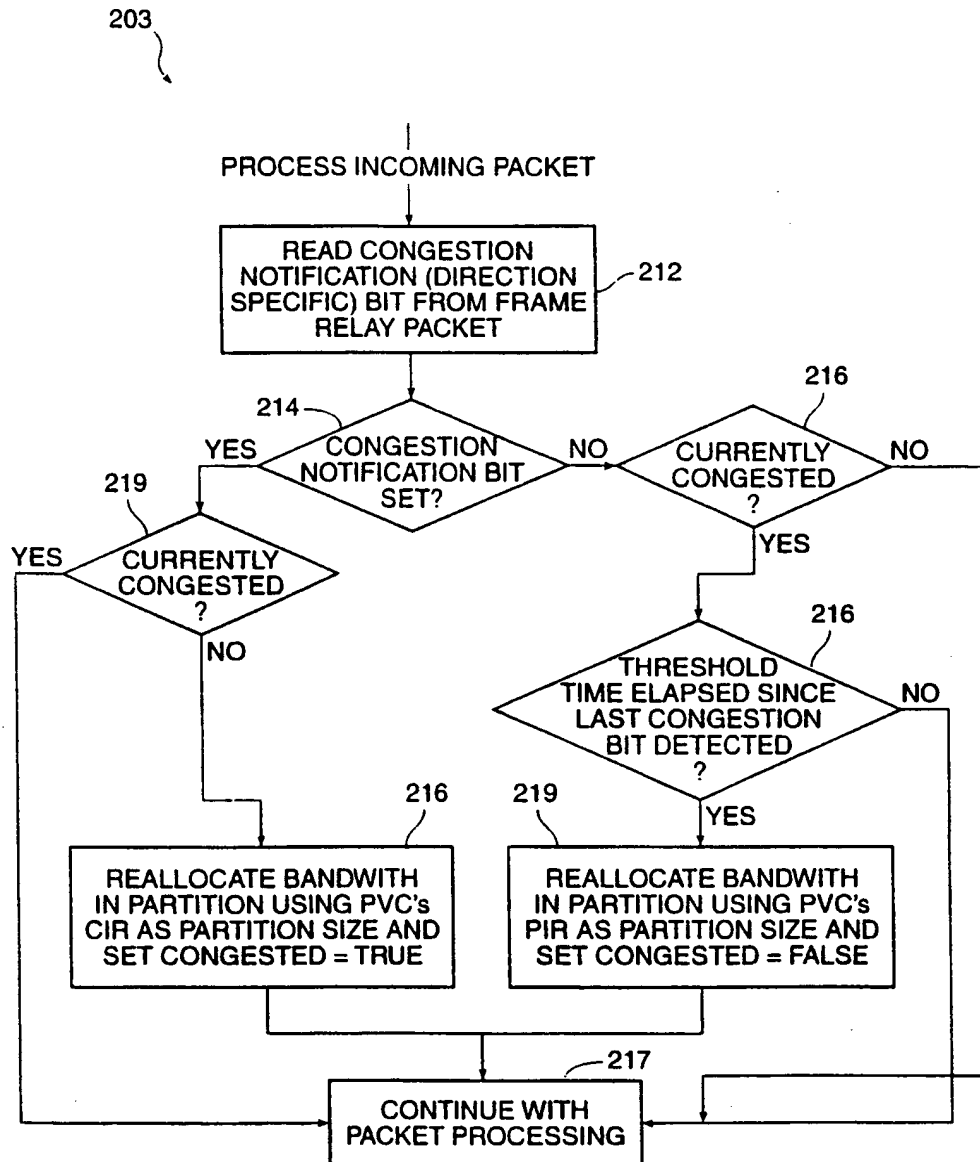 203
PROCESS INCOMING PACKET
READ CONGESTION
NOTIFICATION (DIRECTION
SPECIFIC) BIT FROM FRAME
RELAY PACKET
212
214
YES
CONGESTION
NOTIFICATION BIT
SET?
NO
216
CURRENTLY
CONGESTED
?
NO
YES
219
YES
CURRENTLY
CONGESTED
?
NO
216
THRESHOLD
TIME ELAPSED SINCE
LAST CONGESTION
BIT DETECTED
?
NO
YES
216
REALLOCATE BANDWITH
IN PARTITION USING PVC's
CIR AS PARTITION SIZE AND
SET CONGESTED = TRUE
219
REALLOCATE BANDWITH
IN PARTITION USING PVC's
PIR AS PARTITION SIZE AND
SET CONGESTED = FALSE
217
CONTINUE WITH
PACKET PROCESSING